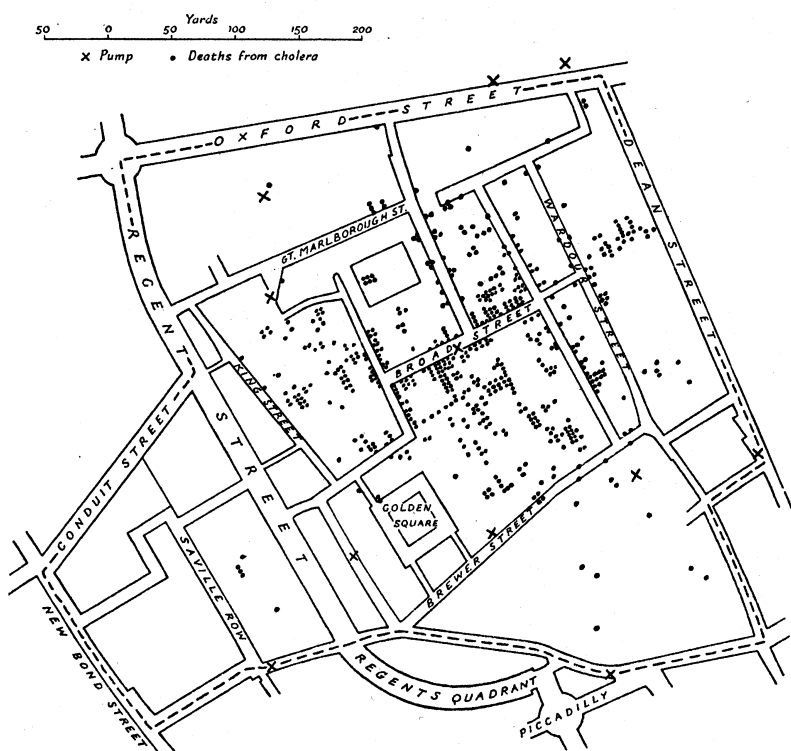 Yards
50 0 50 100 200
x Pump • Deaths from cholera
OXFORD STREET
REGENT STREET
GT. MARLBOROUGH ST.
WARDOUR STREET
DEAN STREET
BROAD STREET
KING STREET
CONDUIT STREET
GOLDEN
SQUARE
BREWER STREET
SAVILLE ROW
NEW BOND STREET
REGENTS QUADRANT
PICCADILLY